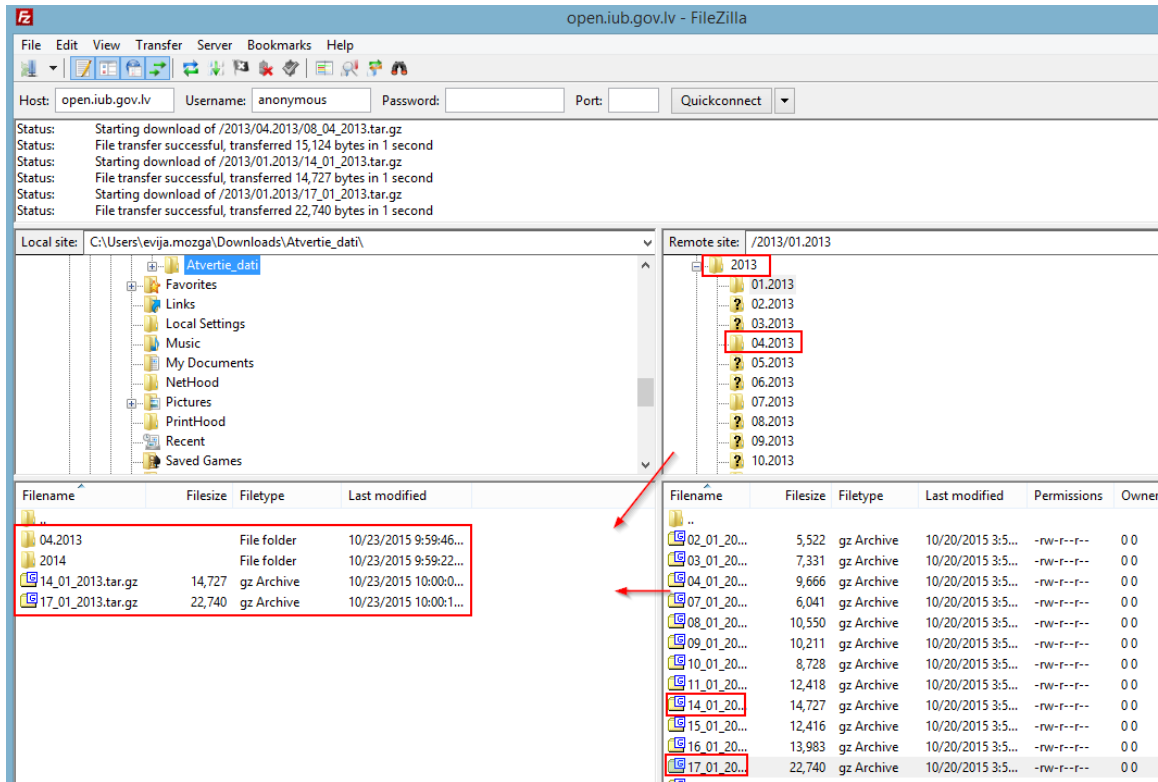 open.iub.gov.lv - FileZilla
File Edit View Transfer Server Bookmarks Help
Host: open.iub.gov.lv Username: anonymous Password: Port: Quickconnect
Status: Starting download of /2013/04.2013/08_04_2013.tar.gz
Status: File transfer successful, transferred 15,124 bytes in 1 second
Status: Starting download of /2013/01.2013/14_01_2013.tar.gz
Status: File transfer successful, transferred 14,727 bytes in 1 second
Status: Starting download of /2013/01.2013/17_01_2013.tar.gz
Status: File transfer successful, transferred 22,740 bytes in 1 second
Local site: C:\Users\evija.mozga\Downloads\Atvertie_dati\
Atvertie_dati
Favorites
Links
Local Settings
Music
My Documents
NetHood
Pictures
PrintHood
Recent
Saved Games
Remote site: /2013/01.2013
2013
01.2013
02.2013
03.2013
04.2013
05.2013
06.2013
07.2013
08.2013
09.2013
10.2013
Filename Filesize Filetype Last modified
..
04.2013 File folder 10/23/2015 9:59:46...
2014 File folder 10/23/2015 9:59:22...
14_01_2013.tar.gz 14,727 gz Archive 10/23/2015 10:00:0...
17_01_2013.tar.gz 22,740 gz Archive 10/23/2015 10:00:1...
Filename Filesize Filetype Last modified Permissions Owner
..
02_01_20... 5,522 gz Archive 10/20/2015 3:5... -rw-r--r-- 0 0
03_01_20... 7,331 gz Archive 10/20/2015 3:5... -rw-r--r-- 0 0
04_01_20... 9,666 gz Archive 10/20/2015 3:5... -rw-r--r-- 0 0
07_01_20... 6,041 gz Archive 10/20/2015 3:5... -rw-r--r-- 0 0
08_01_20... 10,550 gz Archive 10/20/2015 3:5... -rw-r--r-- 0 0
09_01_20... 10,211 gz Archive 10/20/2015 3:5... -rw-r--r-- 0 0
10_01_20... 8,728 gz Archive 10/20/2015 3:5... -rw-r--r-- 0 0
11_01_20... 12,418 gz Archive 10/20/2015 3:5... -rw-r--r-- 0 0
14_01_20... 14,727 gz Archive 10/20/2015 3:5... -rw-r--r-- 0 0
15_01_20... 12,416 gz Archive 10/20/2015 3:5... -rw-r--r-- 0 0
16_01_20... 13,983 gz Archive 10/20/2015 3:5... -rw-r--r-- 0 0
17_01_20... 22,740 gz Archive 10/20/2015 3:5... -rw-r--r-- 0 0